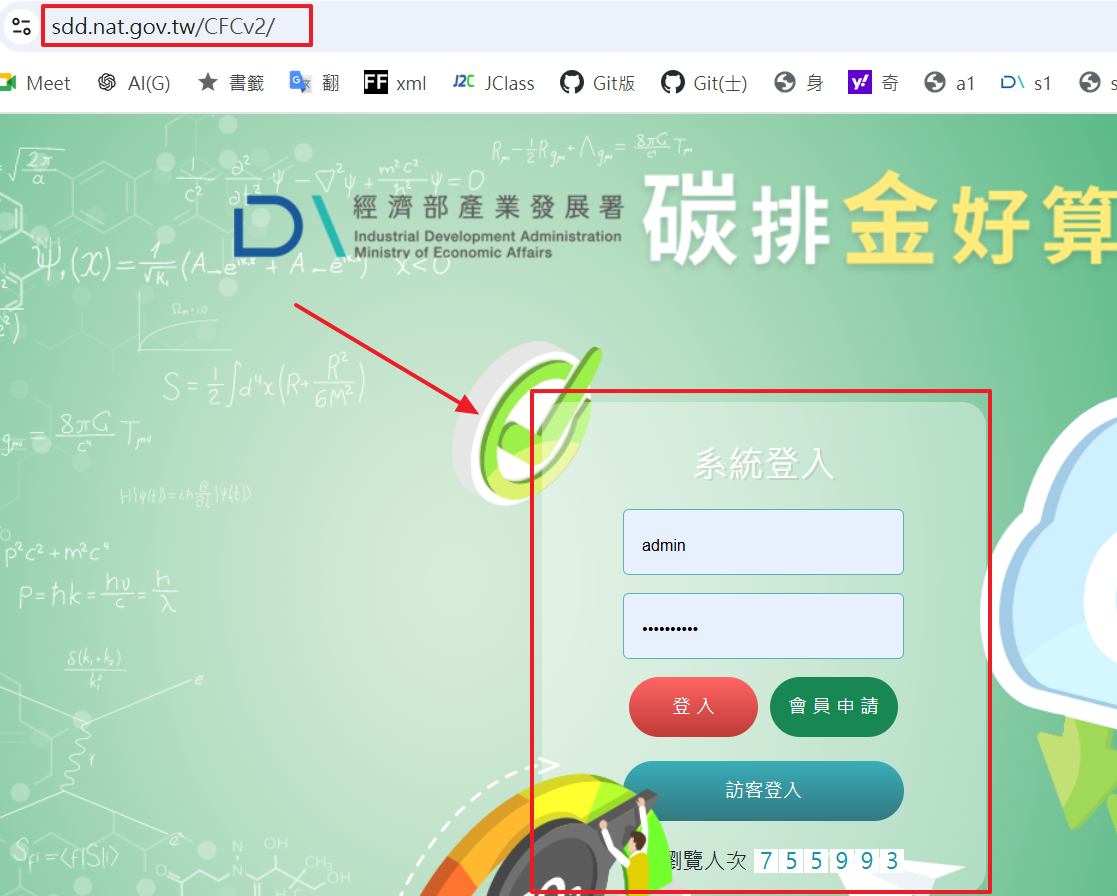 sdd.nat.gov.tw/CFCv2/
Meet AI(G) 書籤 翻 FF xml J2C JClass Git版 Git(士) 身 y! 奇 a1 s1 s
經濟部產業發展署
Industrial Development Administration
Ministry of Economic Affairs
碳排金好算
系統登入
admin
••••••••••
登入 會員申請
訪客登入
瀏覽人次 755993